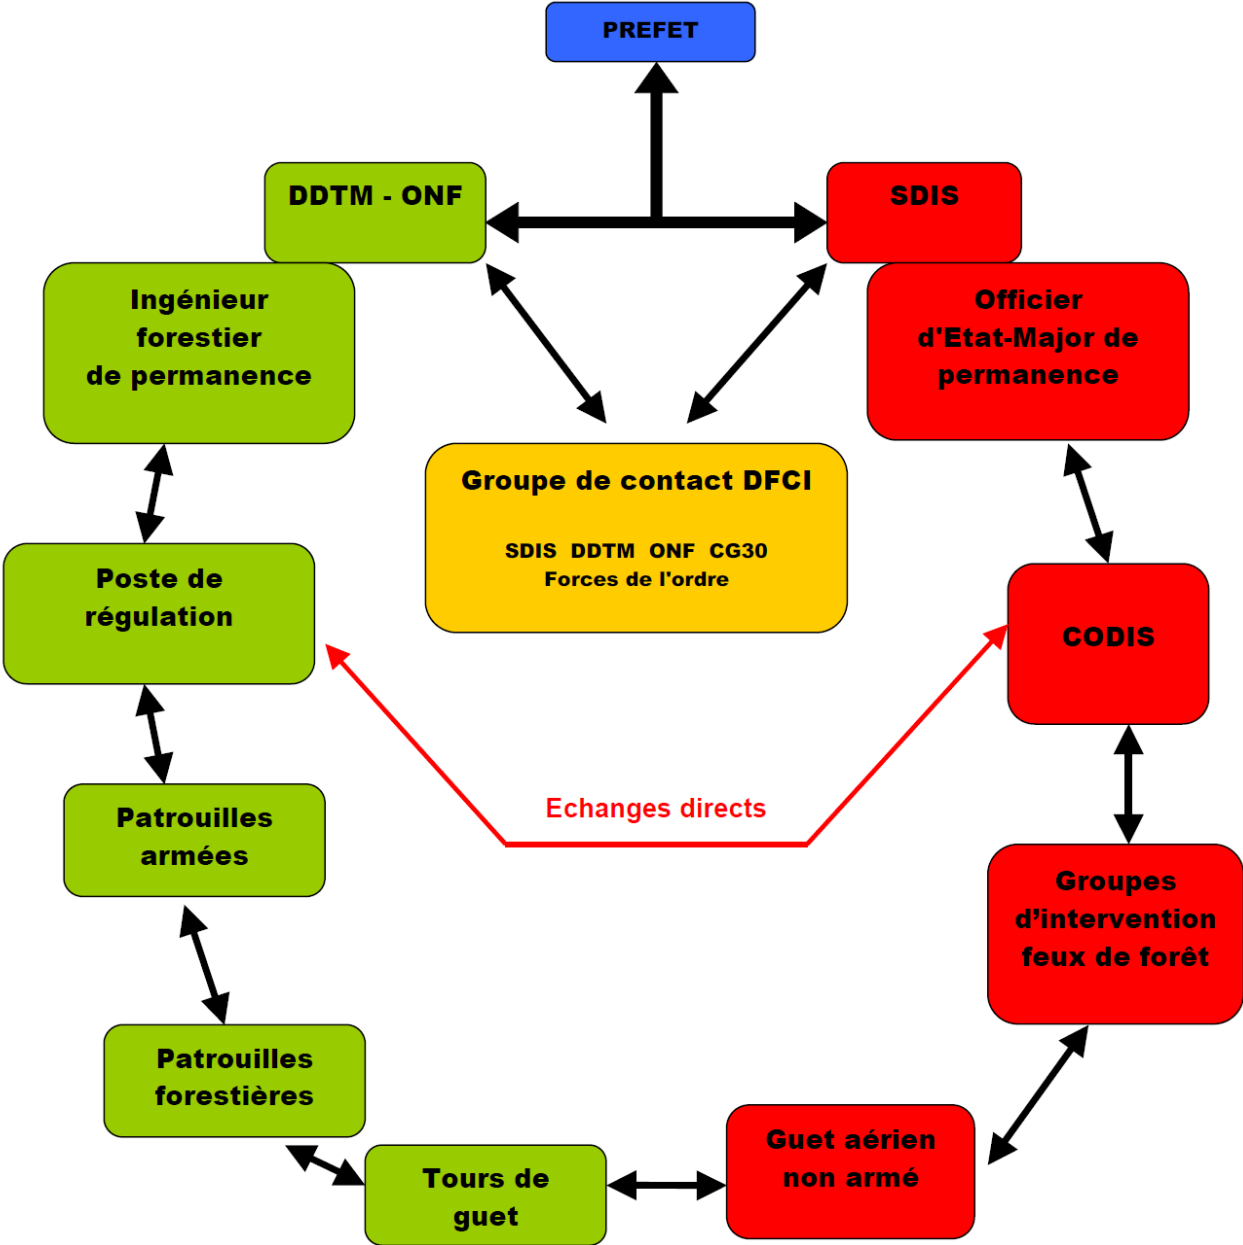 PREFET
DDTM - ONF
SDIS
Ingénieur
forestier
de permanence
Officier
d'Etat-Major de
permanence
Groupe de contact DFCI
SDIS DDTM ONF CG30
Forces de l'ordre
Poste de
régulation
CODIS
Echanges directs
Patrouilles
armées
Groupes
d’intervention
feux de forêt
Patrouilles
forestières
Tours de
guet
Guet aérien
non armé